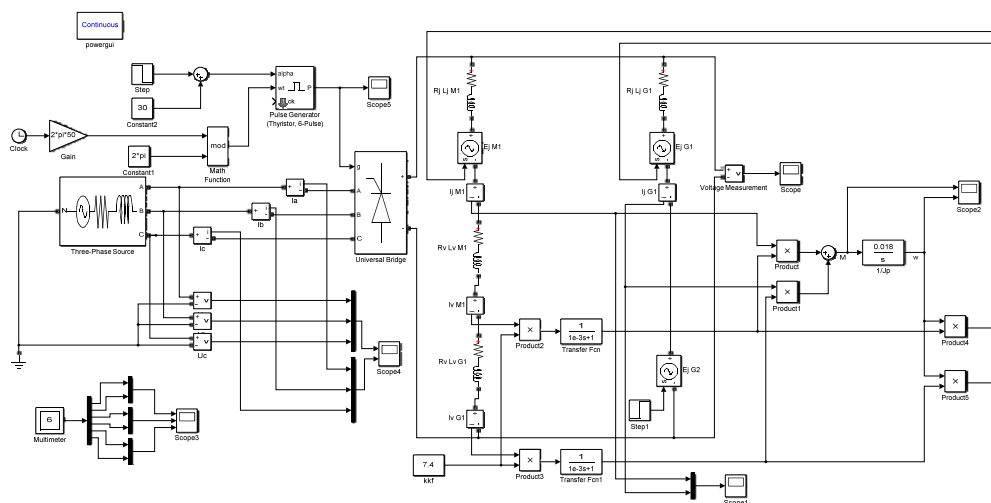 Continuous
powergui
Step
30
Constant2
Clock
2*pi*50
Gain
2*pi
Constant1
mod
Math
Function
alpha
wt
P
Pulse Generator
(Thyristor, 6-Pulse)
Scope5
N
A
B
C
Three-Phase Source
Ia
Ib
Ic
g
A
B
C
+
-
Universal Bridge
Uc
Scope4
6
Multimeter
Scope3
Rj Lj M1
Ej M1
Ij M1
Rv Lv M1
Iv M1
Rv Lv G1
Iv G1
Rj Lj G1
Ej G1
Ij G1
Ej G2
Step1
Voltage Measurement
Scope
Scope2
Product
Product1
M
0.018
s
1/Jp
w
Product2
1
1e-3s+1
Transfer Fcn
Product4
Product5
7.4
kkf
Product3
1
1e-3s+1
Transfer Fcn1
Scope1